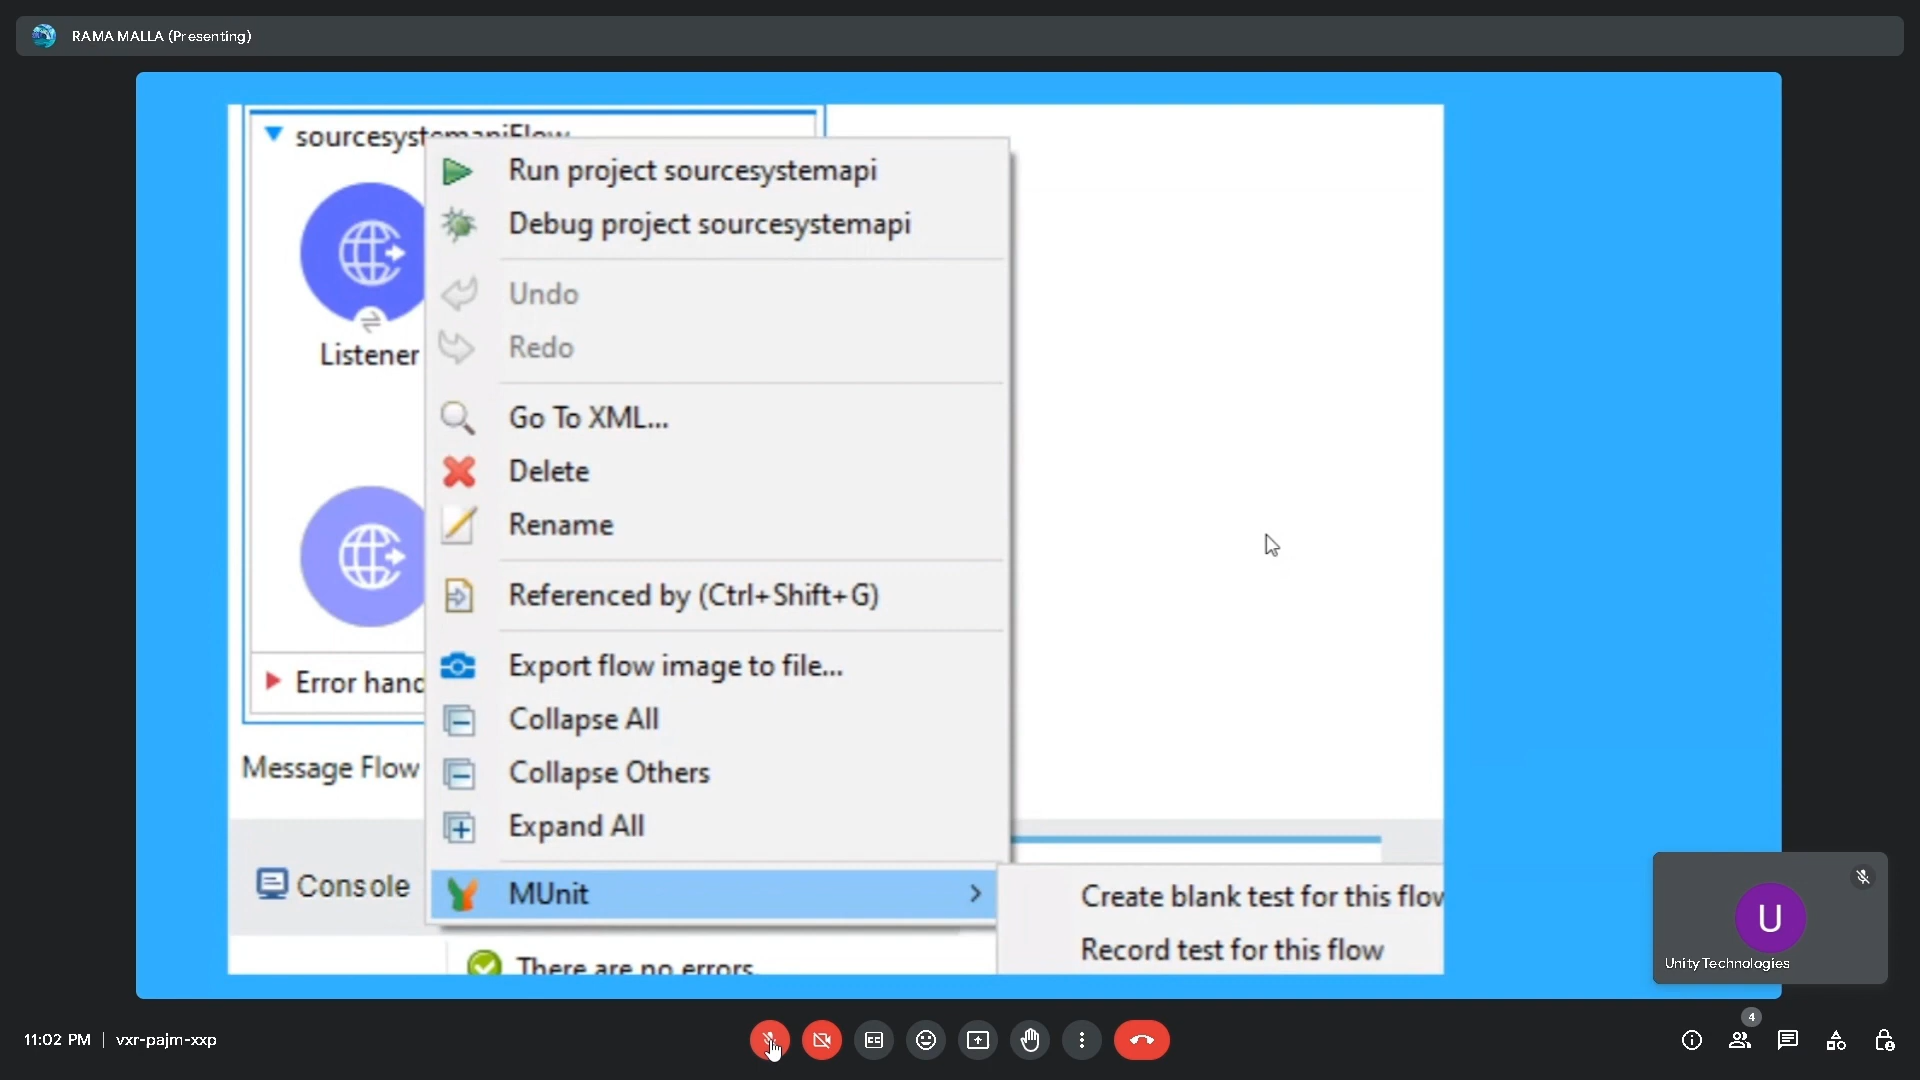 RAMA MALLA (Presenting)
sourcesystemapiFlow
Run project sourcesystemapi
Debug project sourcesystemapi
Undo
Redo
Listener
Go To XML...
Delete
Rename
Referenced by (Ctrl+Shift+G)
Export flow image to file...
Error hand
Collapse All
Message Flow
Collapse Others
Expand All
Console
MUnit
Create blank test for this flow
Record test for this flow
There are no errors.
U
Unity Technologies
11:02 PM | vxr-pajm-xxp
4